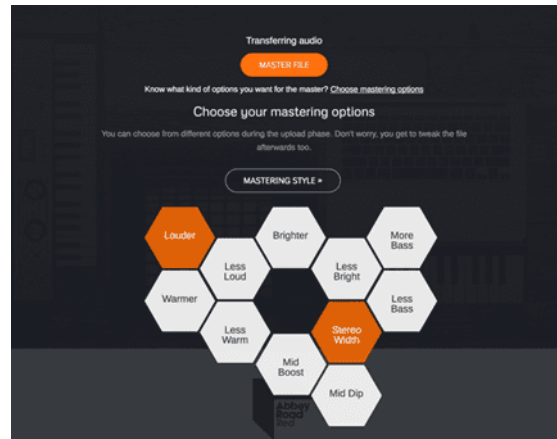 Transferring audio
MASTER FILE
Know what kind of options you want for the master? Choose mastering options
Choose your mastering options
You can choose from different options during the upload phase. Don't worry, you get to tweak the file
afterwards too.
MASTERING STYLE »
Louder
Brighter
More
Bass
Less
Loud
Less
Bright
Warmer
Less
Bass
Less
Warm
Stereo
Width
Mid
Boost
Mid Dip
Abbey
Road
Red